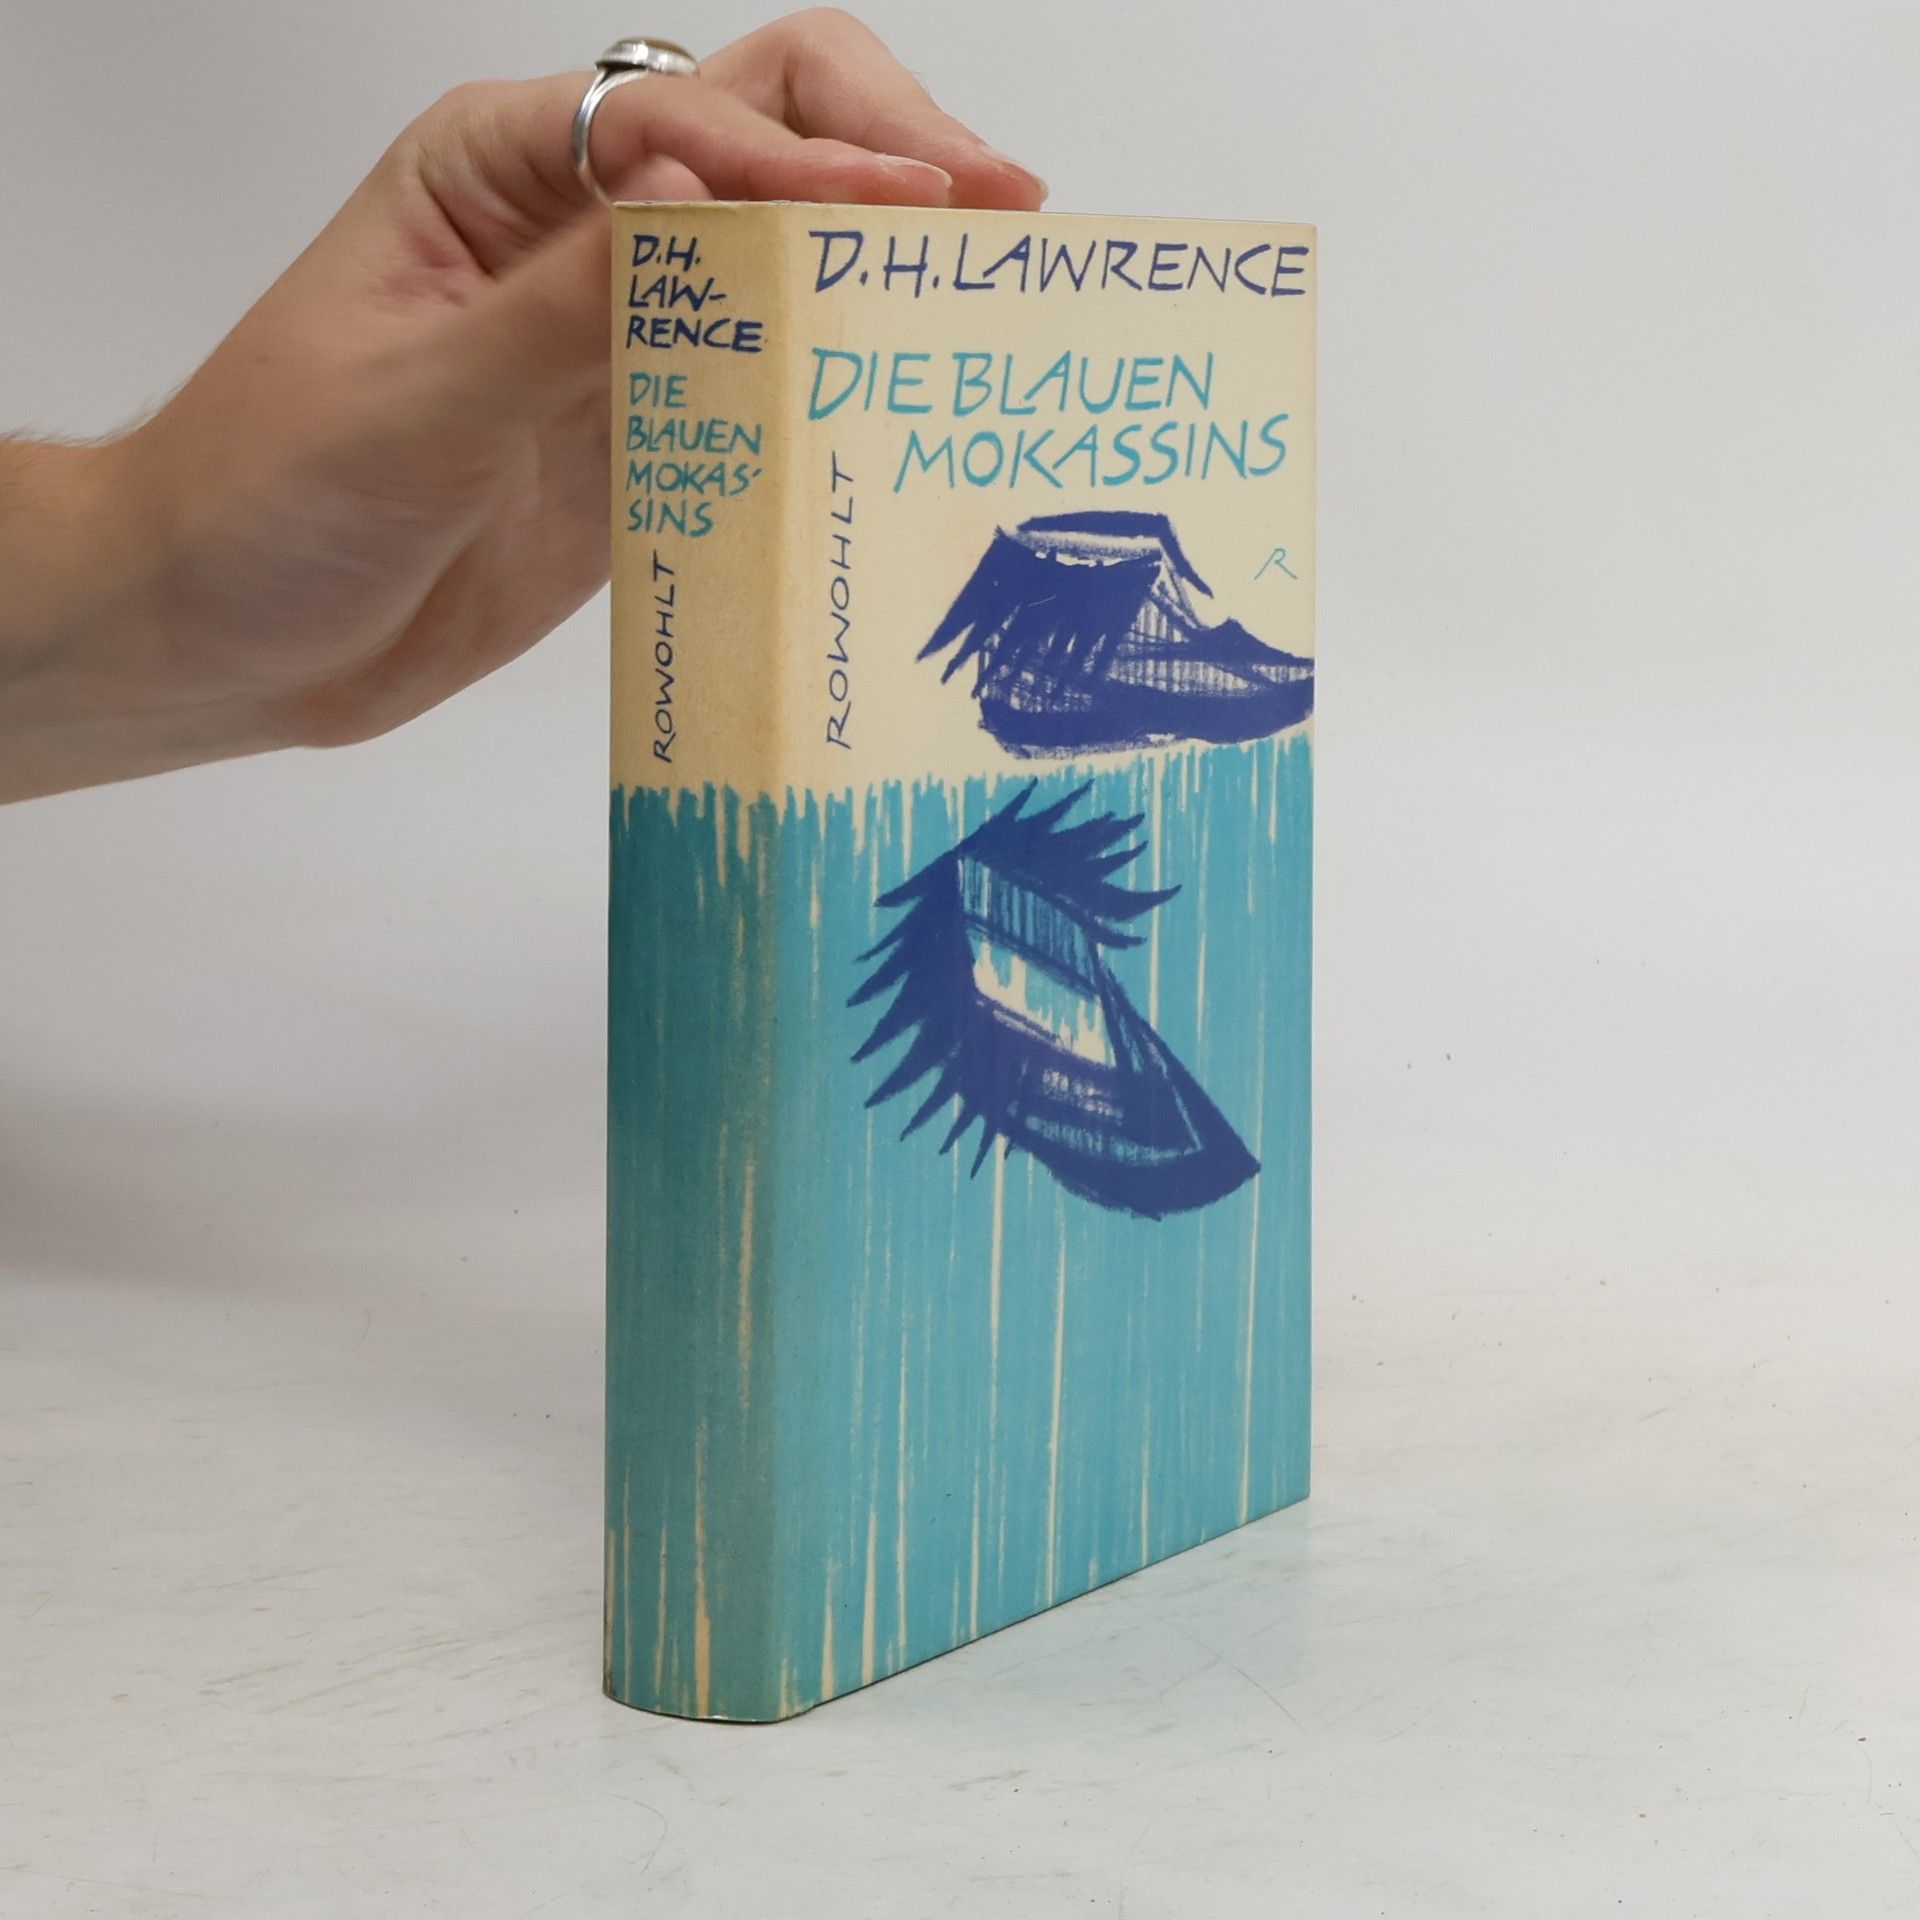 D.H.
LAW-
RENCE
DIE
BLAUEN
MOKAS-
SINS
ROWOHLT
D.H. LAWRENCE
DIE BLAUEN
MOKASSINS
ROWOHLT
R